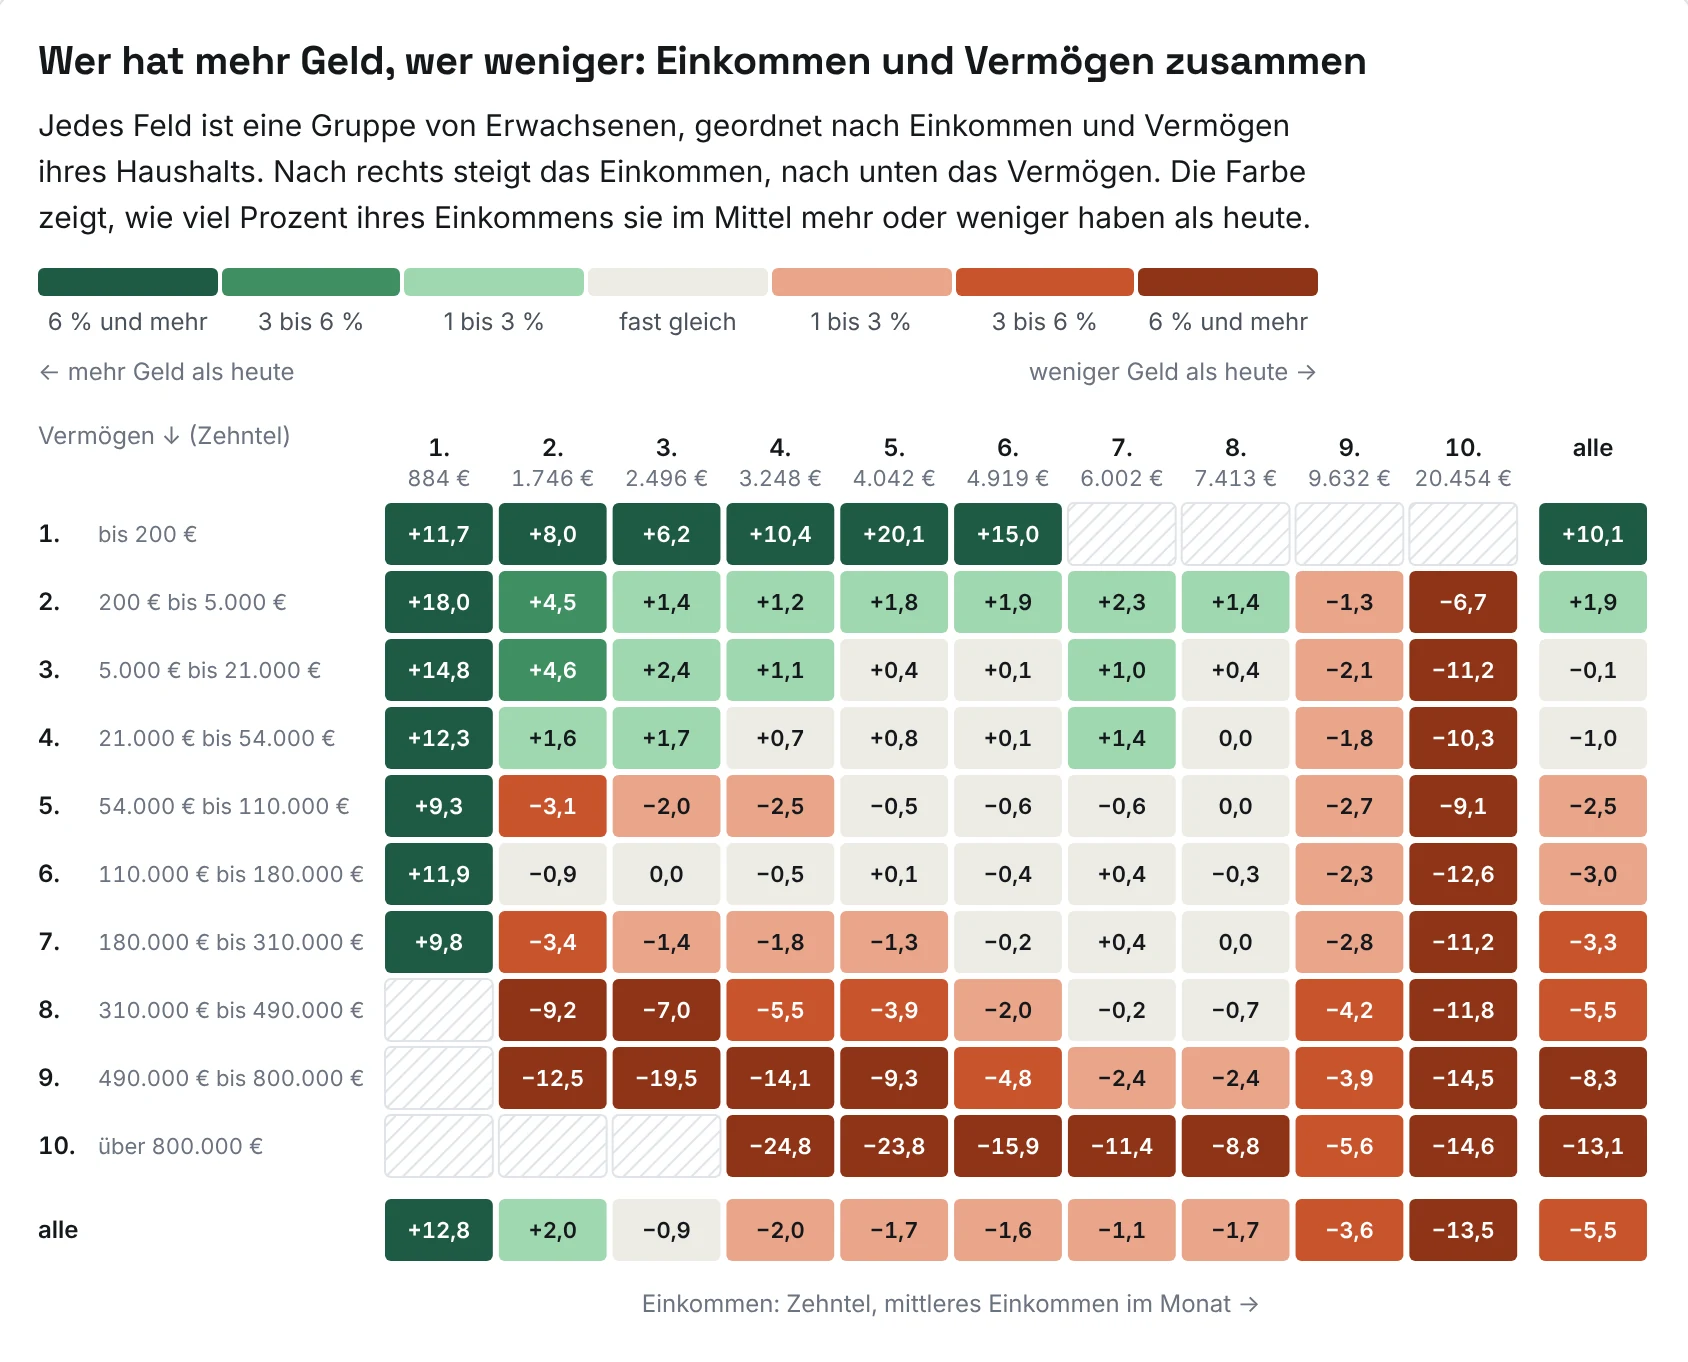 Wer hat mehr Geld, wer weniger: Einkommen und Vermögen zusammen
Jedes Feld ist eine Gruppe von Erwachsenen, geordnet nach Einkommen und Vermögen
ihres Haushalts. Nach rechts steigt das Einkommen, nach unten das Vermögen. Die Farbe
zeigt, wie viel Prozent ihres Einkommens sie im Mittel mehr oder weniger haben als heute.
6 % und mehr 3 bis 6 % 1 bis 3 % fast gleich 1 bis 3 % 3 bis 6 % 6 % und mehr
← mehr Geld als heute weniger Geld als heute →
Vermögen ↓ (Zehntel)
1. 2. 3. 4. 5. 6. 7. 8. 9. 10. alle
884 € 1.746 € 2.496 € 3.248 € 4.042 € 4.919 € 6.002 € 7.413 € 9.632 € 20.454 €
1. bis 200 € +11,7 +8,0 +6,2 +10,4 +20,1 +15,0 +10,1
2. 200 € bis 5.000 € +18,0 +4,5 +1,4 +1,2 +1,8 +1,9 +2,3 +1,4 −1,3 −6,7 +1,9
3. 5.000 € bis 21.000 € +14,8 +4,6 +2,4 +1,1 +0,4 +0,1 +1,0 +0,4 −2,1 −11,2 −0,1
4. 21.000 € bis 54.000 € +12,3 +1,6 +1,7 +0,7 +0,8 +0,1 +1,4 0,0 −1,8 −10,3 −1,0
5. 54.000 € bis 110.000 € +9,3 −3,1 −2,0 −2,5 −0,5 −0,6 −0,6 0,0 −2,7 −9,1 −2,5
6. 110.000 € bis 180.000 € +11,9 −0,9 0,0 −0,5 +0,1 −0,4 +0,4 −0,3 −2,3 −12,6 −3,0
7. 180.000 € bis 310.000 € +9,8 −3,4 −1,4 −1,8 −1,3 −0,2 +0,4 0,0 −2,8 −11,2 −3,3
8. 310.000 € bis 490.000 € −9,2 −7,0 −5,5 −3,9 −2,0 −0,2 −0,7 −4,2 −11,8 −5,5
9. 490.000 € bis 800.000 € −12,5 −19,5 −14,1 −9,3 −4,8 −2,4 −2,4 −3,9 −14,5 −8,3
10. über 800.000 € −24,8 −23,8 −15,9 −11,4 −8,8 −5,6 −14,6 −13,1
alle +12,8 +2,0 −0,9 −2,0 −1,7 −1,6 −1,1 −1,7 −3,6 −13,5 −5,5
Einkommen: Zehntel, mittleres Einkommen im Monat →